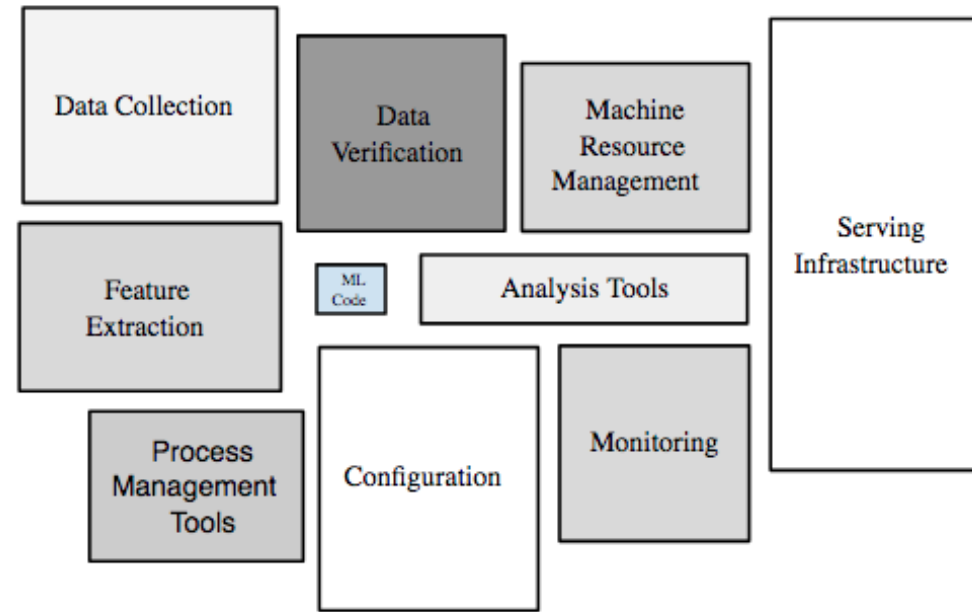 Data Collection
Data
Verification
Machine
Resource
Management
Serving
Infrastructure
Feature
Extraction
ML
Code
Analysis Tools
Process
Management
Tools
Configuration
Monitoring